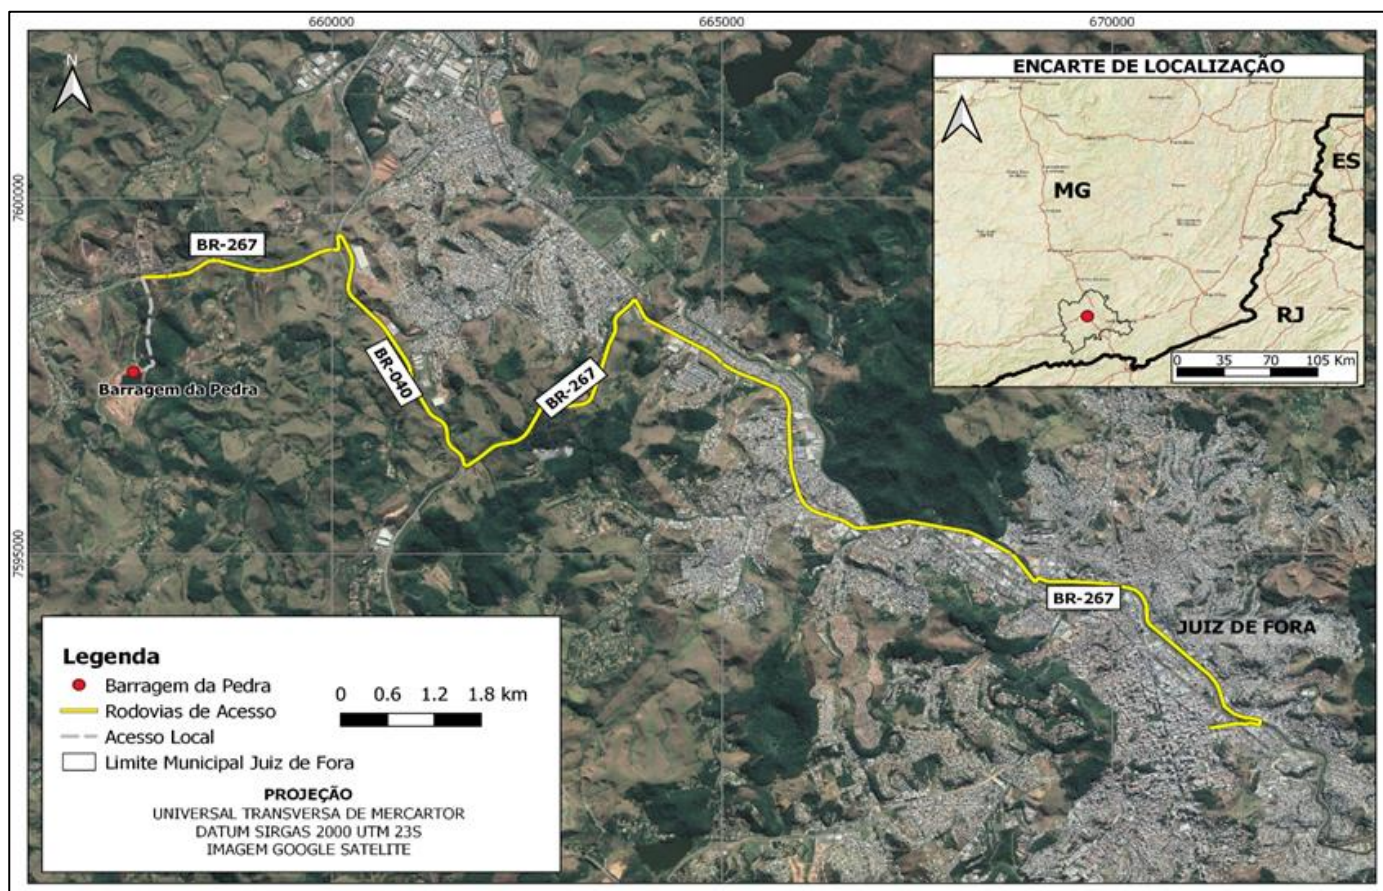 660000
665000
670000
N
ENCARTE DE LOCALIZAÇÃO
ES
MG
RJ
0 35 70 105 Km
7600000
BR-267
Barragem da Pedra
BR-040
BR-267
7595000
BR-267
JUIZ DE FORA
Legenda
Barragem da Pedra
Rodovias de Acesso
Acesso Local
Limite Municipal Juiz de Fora
0 0.6 1.2 1.8 km
PROJEÇÃO
UNIVERSAL TRANSVERSA DE MERCARTOR
DATUM SIRGAS 2000 UTM 23S
IMAGEM GOOGLE SATELITE